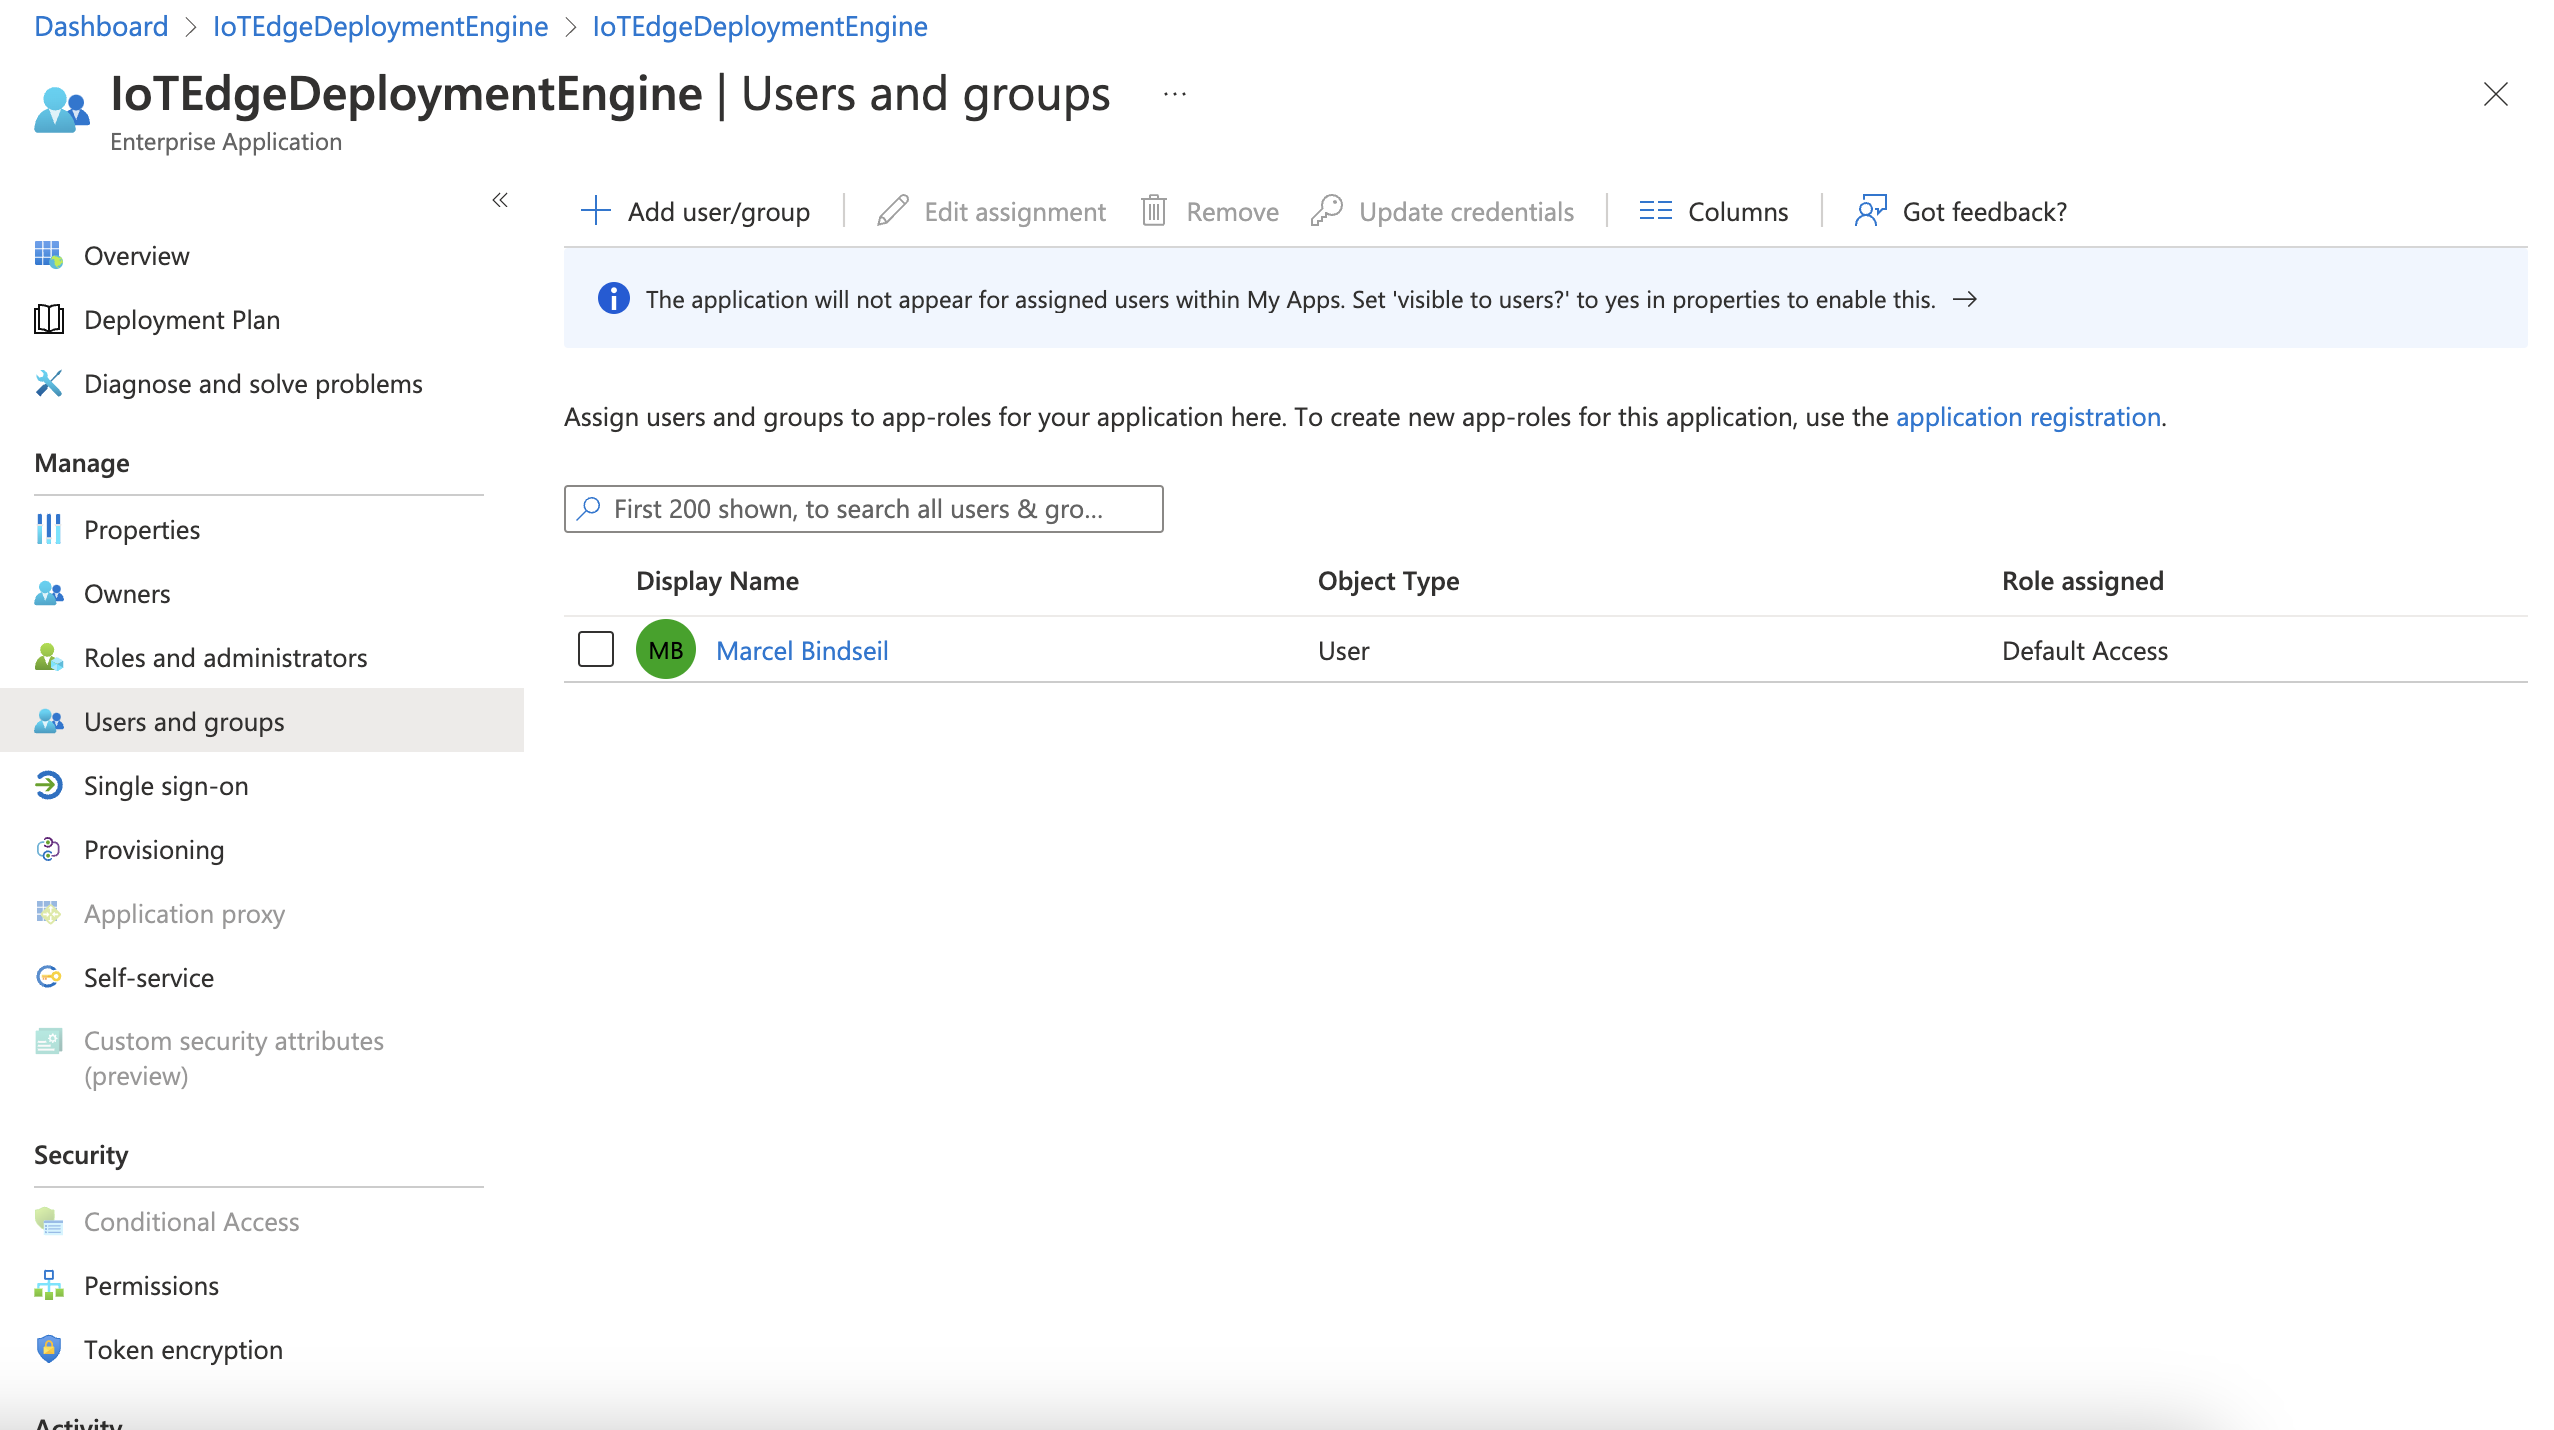 Dashboard > IoTEdgeDeploymentEngine > IoTEdgeDeploymentEngine
IoTEdgeDeploymentEngine | Users and groups ...
Enterprise Application
Overview
Deployment Plan
Diagnose and solve problems
Manage
Properties
Owners
Roles and administrators
Users and groups
Single sign-on
Provisioning
Application proxy
Self-service
Custom security attributes
(preview)
Security
Conditional Access
Permissions
Token encryption
Activity
Add user/group Edit assignment Remove Update credentials Columns Got feedback?
The application will not appear for assigned users within My Apps. Set 'visible to users?' to yes in properties to enable this. →
Assign users and groups to app-roles for your application here. To create new app-roles for this application, use the application registration.
First 200 shown, to search all users & gro...
Display Name Object Type Role assigned
MB Marcel Bindseil User Default Access